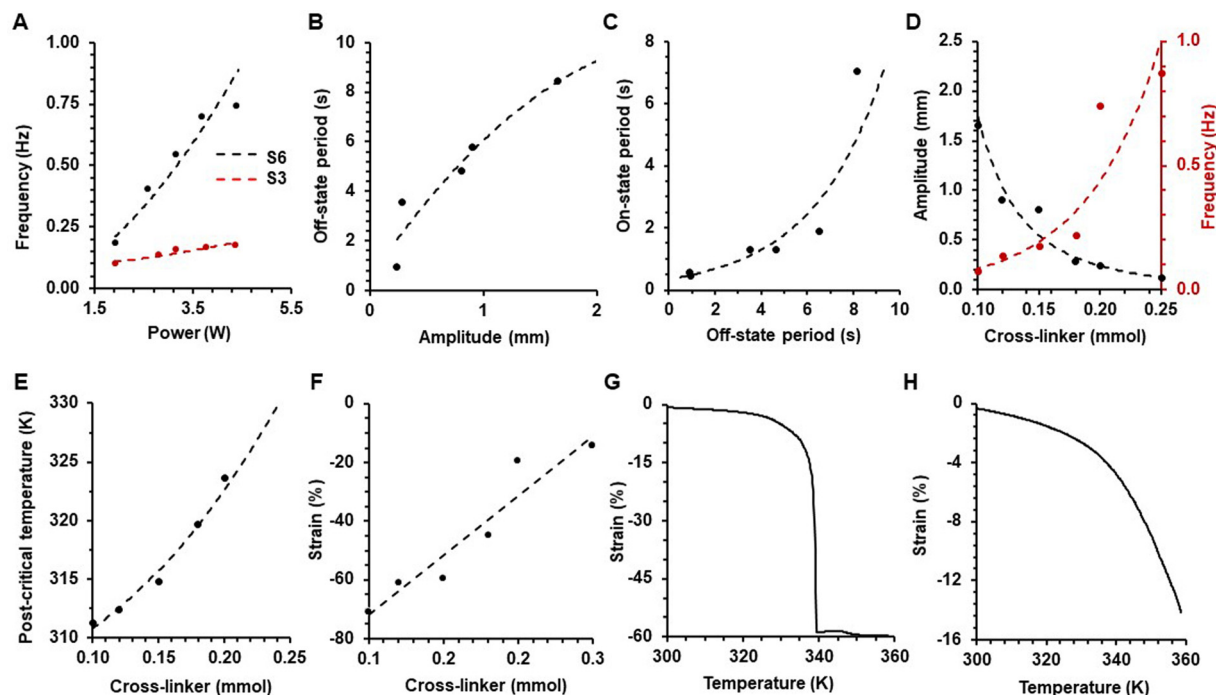 A
1.00
0.75
0.50
0.25
0.00
Frequency (Hz)
S6
S3
1.5 3.5 5.5
Power (W)
B
10
8
6
4
2
0
Off-state period (s)
0 1 2
Amplitude (mm)
C
8
6
4
2
0
On-state period (s)
0 2 4 6 8 10
Off-state period (s)
D
2.5
2.0
1.5
1.0
0.5
0.0
Amplitude (mm)
1.0
0.5
0.0
Frequency (Hz)
0.10 0.15 0.20 0.25
Cross-linker (mmol)
E
330
325
320
315
310
Post-critical temperature (K)
0.10 0.15 0.20 0.25
Cross-linker (mmol)
F
0
-20
-40
-60
-80
Strain (%)
0.1 0.2 0.2 0.3
Cross-linker (mmol)
G
0
-15
-30
-45
-60
Strain (%)
300 320 340 360
Temperature (K)
H
0
-4
-8
-12
-16
Strain (%)
300 320 340 360
Temperature (K)